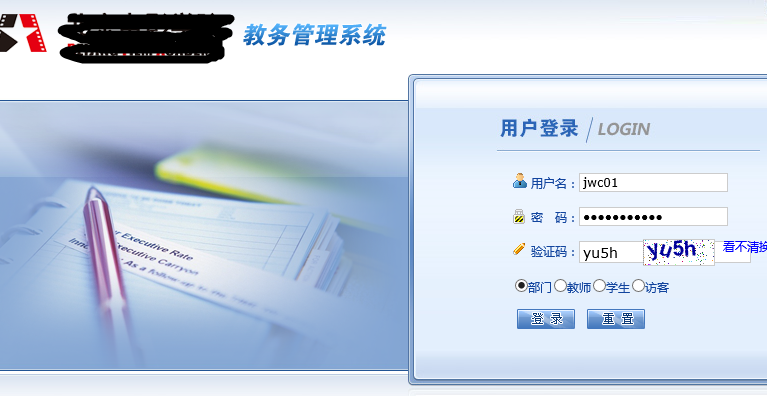 教务管理系统
用户登录 / LOGIN
用户名： jwc01
密 码： ●●●●●●●●●●●
验证码： yu5h yu5h 看不清换
部门 教师 学生 访客
登 录 重 置
Executive Rate
Executive Carryon
As a follow-up to the